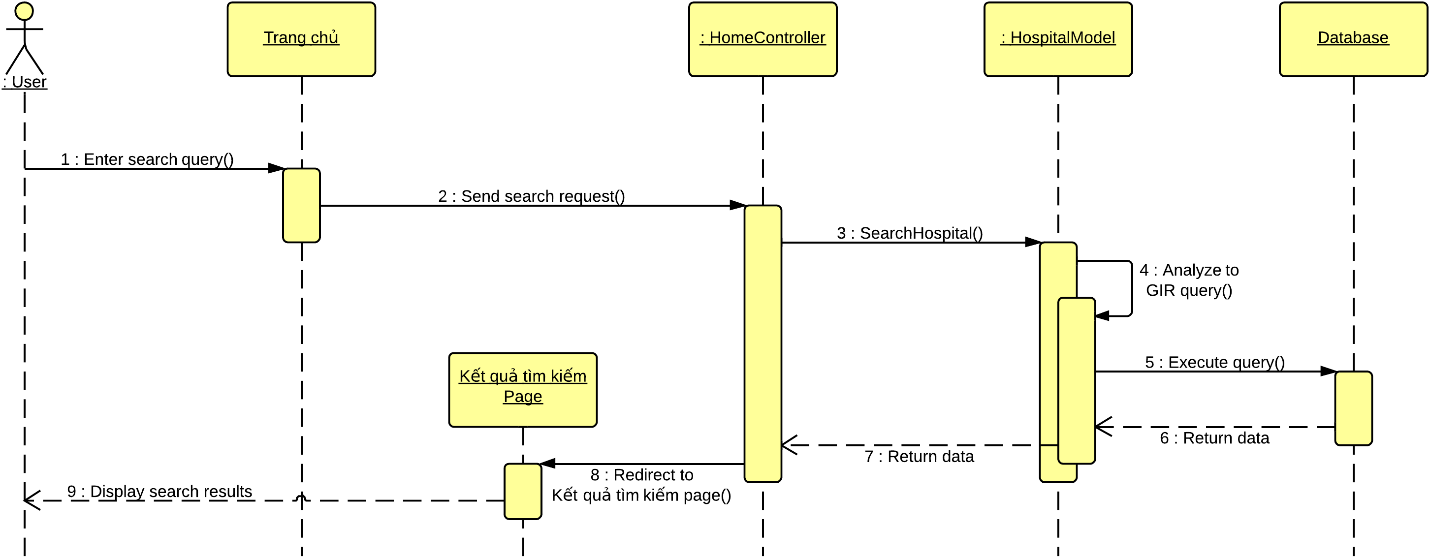 Trang chủ
: HomeController
: HospitalModel
Database
: User
1 : Enter search query()
2 : Send search request()
3 : SearchHospital()
4 : Analyze to
GIR query()
5 : Execute query()
Kết quả tìm kiếm
Page
6 : Return data
7 : Return data
8 : Redirect to
Kết quả tìm kiếm page()
9 : Display search results